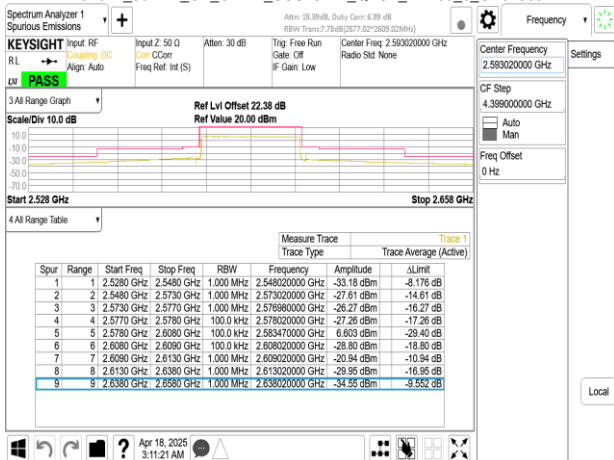 Spectrum Analyzer 1
Spurious Emissions
Attn: 15.39dB, Duty Corr: 6.99 dB
RBW Tranc:7.78dB(2577.02~2609.02MHz)
Frequency
KEYSIGHT
RL
PASS
Input: RF
Coupling: DC
Align: Auto
Input Z: 50 Ω
Corr CCorr
Freq Ref: Int (S)
Atten: 30 dB
Trig: Free Run
Gate: Off
IF Gain: Low
Center Freq: 2.593020000 GHz
Radio Std: None
Center Frequency
2.593020000 GHz
Settings
CF Step
4.399000000 GHz
Auto
Man
Freq Offset
0 Hz
3 All Range Graph
Scale/Div 10.0 dB
Ref Lvl Offset 22.38 dB
Ref Value 20.00 dBm
10.0
-10.0
-30.0
-50.0
-70.0
Start 2.528 GHz
Stop 2.658 GHz
4 All Range Table
Measure Trace Trace 1
Trace Type Trace Average (Active)
Spur Range Start Freq Stop Freq RBW Frequency Amplitude ΔLimit
1 1 2.5280 GHz 2.5480 GHz 1.000 MHz 2.548020000 GHz -33.18 dBm -8.176 dB
2 2 2.5480 GHz 2.5730 GHz 1.000 MHz 2.573020000 GHz -27.61 dBm -14.61 dB
3 3 2.5730 GHz 2.5770 GHz 1.000 MHz 2.576980000 GHz -26.27 dBm -16.27 dB
4 4 2.5770 GHz 2.5780 GHz 100.0 kHz 2.578020000 GHz -27.26 dBm -17.26 dB
5 5 2.5780 GHz 2.6080 GHz 100.0 kHz 2.583470000 GHz 6.603 dBm -29.40 dB
6 6 2.6080 GHz 2.6090 GHz 100.0 kHz 2.608020000 GHz -28.80 dBm -18.80 dB
7 7 2.6090 GHz 2.6130 GHz 1.000 MHz 2.609020000 GHz -20.94 dBm -10.94 dB
8 8 2.6130 GHz 2.6380 GHz 1.000 MHz 2.613020000 GHz -29.95 dBm -16.95 dB
9 9 2.6380 GHz 2.6580 GHz 1.000 MHz 2.638020000 GHz -34.55 dBm -9.552 dB
Local
?
Apr 18, 2025
3:11:21 AM